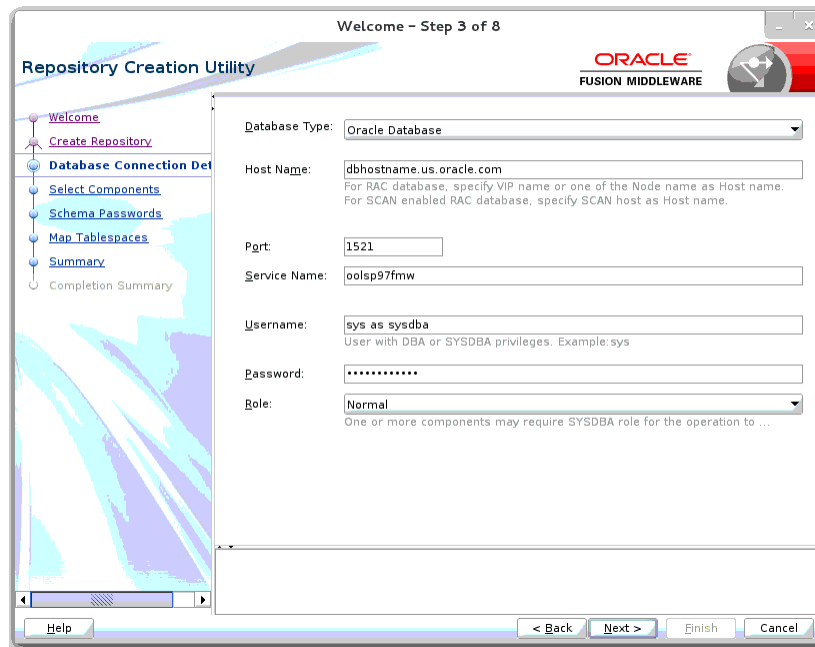 Welcome – Step 3 of 8
Repository Creation Utility
ORACLE
FUSION MIDDLEWARE
Welcome
Create Repository
Database Connection Det
Select Components
Schema Passwords
Map Tablespaces
Summary
Completion Summary
Database Type: Oracle Database
Host Name: dbhostname.us.oracle.com
For RAC database, specify VIP name or one of the Node name as Host name.
For SCAN enabled RAC database, specify SCAN host as Host name.
Port: 1521
Service Name: oolsp97fmw
Username: sys as sysdba
User with DBA or SYSDBA privileges. Example:sys
Password: ••••••••••••
Role: Normal
One or more components may require SYSDBA role for the operation to ...
Help < Back Next > Finish Cancel